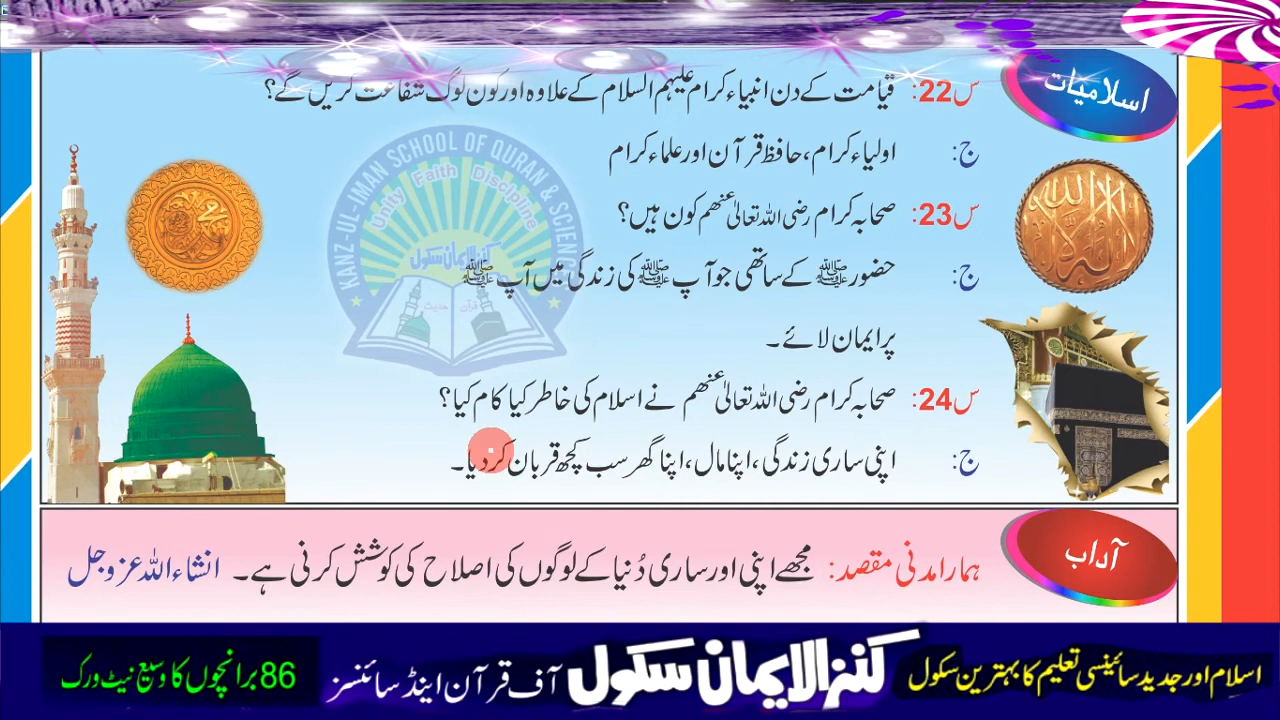 اسلامیات
س22: قیامت کے دن انبیاء کرام علیہم السلام کے علاوہ اور کون لوگ شفاعت کریں گے؟
ج: اولیاء کرام، حافظ قرآن اور علماء کرام
س23: صحابہ کرام رضی اللہ تعالیٰ عنھم کون ہیں؟
ج: حضور ﷺ کے ساتھی جو آپ ﷺ کی زندگی میں آپ ﷺ
پر ایمان لائے۔
س24: صحابہ کرام رضی اللہ تعالیٰ عنھم نے اسلام کی خاطر کیا کام کیا؟
ج: اپنی ساری زندگی، اپنا مال، اپنا گھر سب کچھ قربان کر دیا۔
KANZ-UL-IMAN SCHOOL OF QURAN & SCIENC
Unity Faith Discipline
کنزالایمان سکول
قرآن حدیث
آداب
ہمارا مدنی مقصد: مجھے اپنی اور ساری دُنیا کے لوگوں کی اصلاح کی کوشش کرنی ہے۔ انشاء اللہ عزوجل
اسلام اور جدید سائینسی تعلیم کا بہترین سکول
کنزالایمان سکول آف قرآن اینڈ سائنسز
86 برانچوں کا وسیع نیٹ ورک